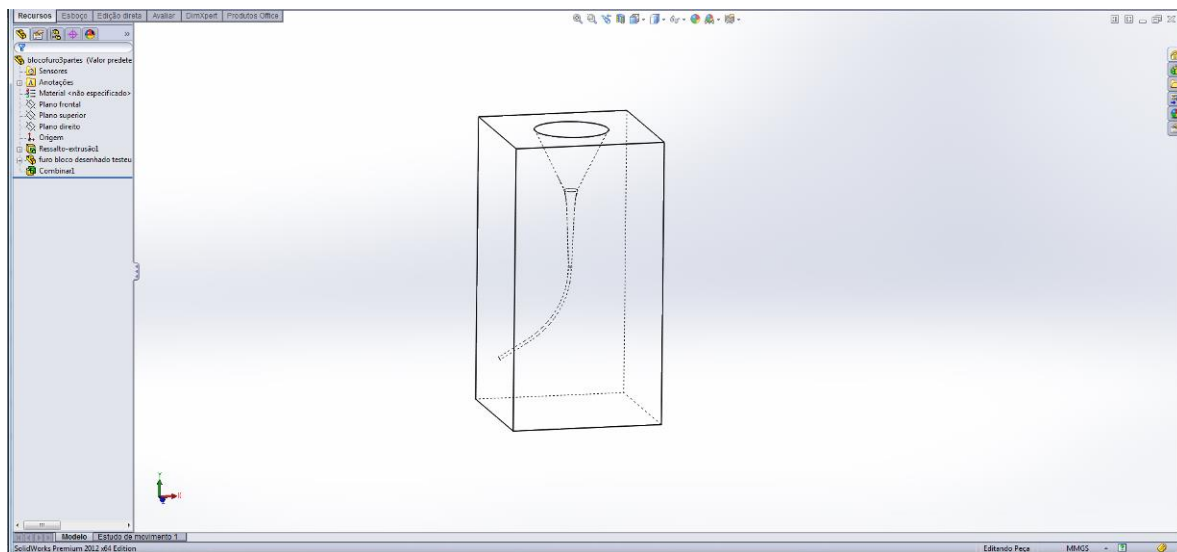 Recursos Esboço Edição direta Avaliar DimXpert Produtos Office
blocofuro3partes (Valor predete
Sensores
Anotações
Material <não especificado>
Plano frontal
Plano superior
Plano direito
Origem
Ressalto-extrusão1
furo bloco desenhado testeu
Combinar1
Y
X
Modelo Estudo de movimento 1
SolidWorks Premium 2012 x64 Edition Editando Peça MMGS